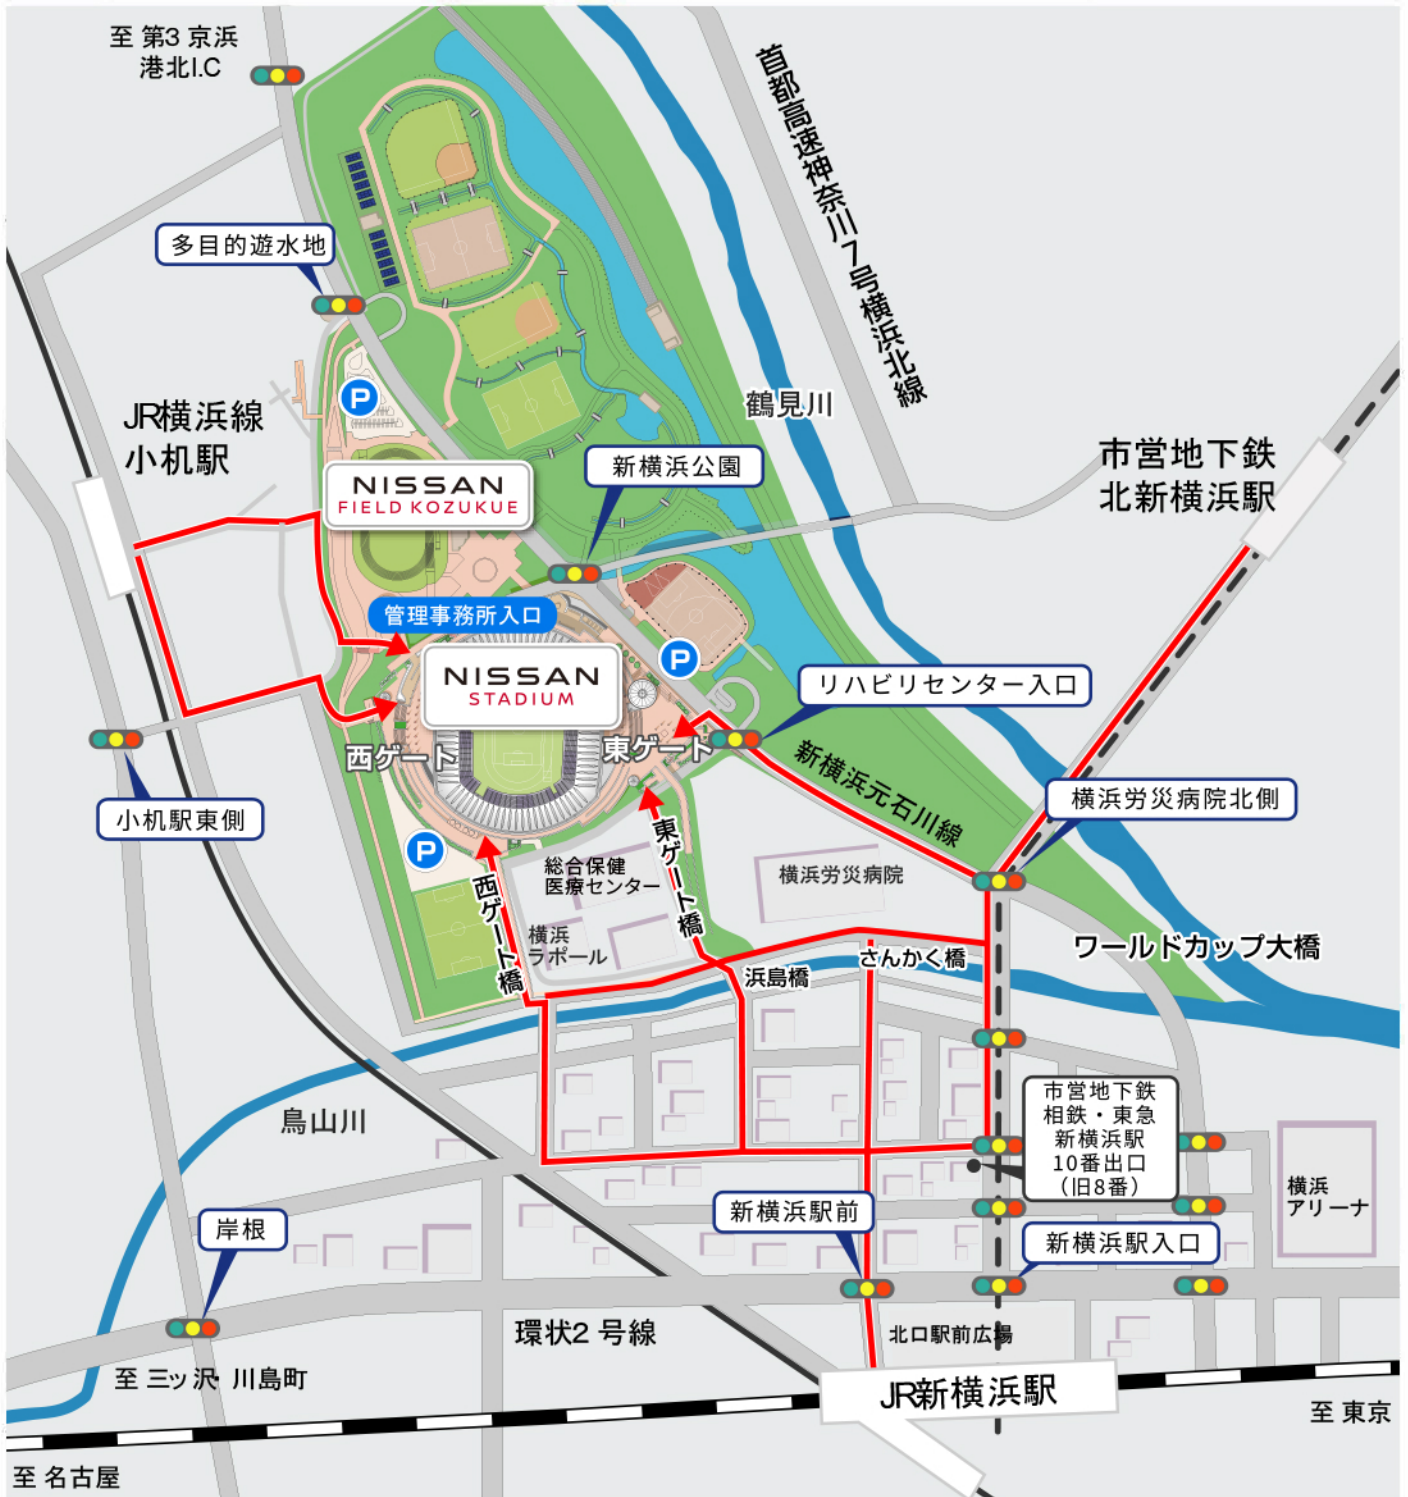 至 第3 京浜
港北I.C
首都高速神奈川7号横浜北線
多目的遊水地
P
JR横浜線
小机駅
鶴見川
市営地下鉄
北新横浜駅
NISSAN
FIELD KOZUKUE
新横浜公園
管理事務所入口
NISSAN
STADIUM
P
リハビリセンター入口
西ゲート
東ゲート
新横浜元石川線
横浜労災病院北側
小机駅東側
P
東ゲート橋
総合保健
医療センター
横浜労災病院
西ゲート橋
横浜
ラポール
さんかく橋
ワールドカップ大橋
浜島橋
鳥山川
市営地下鉄
相鉄・東急
新横浜駅
10番出口
（旧8番）
横浜
アリーナ
新横浜駅前
岸根
新横浜駅入口
環状2 号線
北口駅前広場
至 三ッ沢・川島町
JR新横浜駅
至 東京
至 名古屋